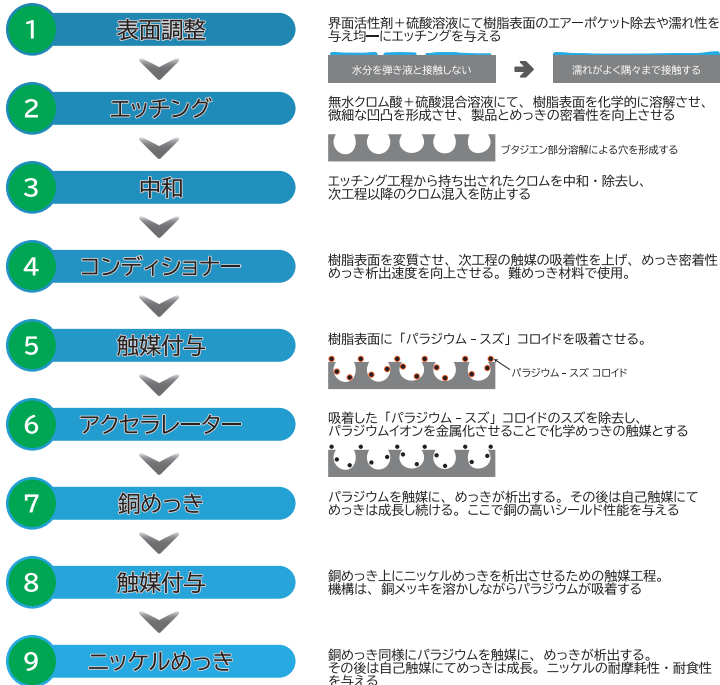 1
表面調整
界面活性剤＋硫酸溶液にて樹脂表面のエアーポケット除去や濡れ性を
与え均一にエッチングを与える
水分を弾き液と接触しない
濡れがよく隅々まで接触する
2
エッチング
無水クロム酸＋硫酸混合溶液にて、樹脂表面を化学的に溶解させ、
微細な凹凸を形成させ、製品とめっきの密着性を向上させる
ブタジエン部分溶解による穴を形成する
3
中和
エッチング工程から持ち出されたクロムを中和・除去し、
次工程以降のクロム混入を防止する
4
コンディショナー
樹脂表面を変質させ、次工程の触媒の吸着性を上げ、めっき密着性
めっき析出速度を向上させる。難めっき材料で使用。
5
触媒付与
樹脂表面に「パラジウム－スズ」コロイドを吸着させる。
パラジウム－スズ コロイド
6
アクセラレーター
吸着した「パラジウム－スズ」コロイドのスズを除去し、
パラジウムイオンを金属化させることで化学めっきの触媒とする
7
銅めっき
パラジウムを触媒に、めっきが析出する。その後は自己触媒にて
めっきは成長し続ける。ここで銅の高いシールド性能を与える
8
触媒付与
銅めっき上にニッケルめっきを析出させるための触媒工程。
機構は、銅メッキを溶かしながらパラジウムが吸着する
9
ニッケルめっき
銅めっき同様にパラジウムを触媒に、めっきが析出する。
その後は自己触媒にてめっきは成長。ニッケルの耐摩耗性・耐食性
を与える